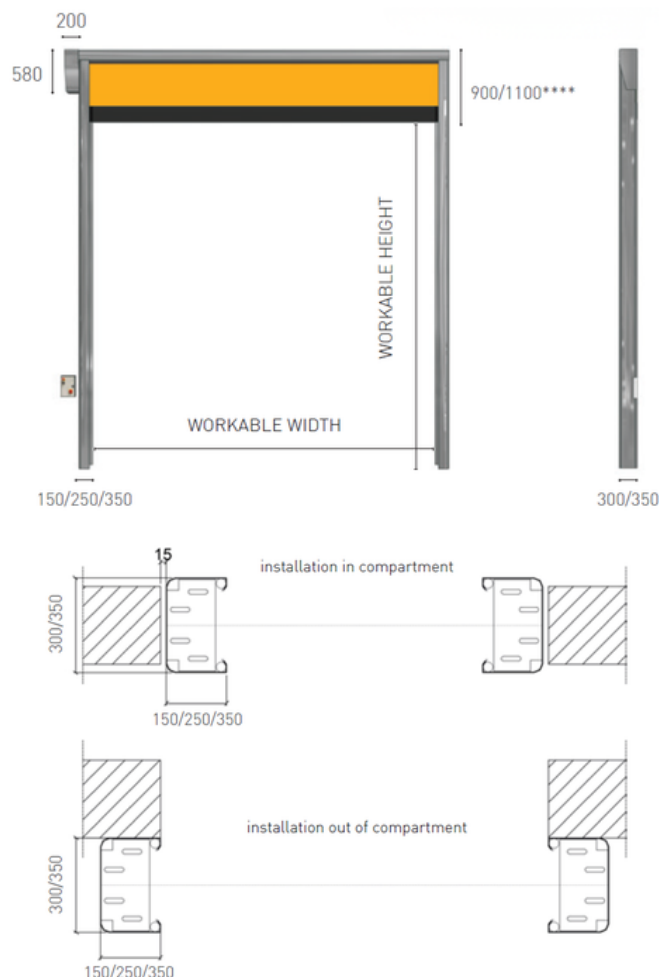 200
580
900/1100****
WORKABLE HEIGHT
WORKABLE WIDTH
150/250/350
300/350
15
installation in compartment
300/350
150/250/350
installation out of compartment
300/350
150/250/350